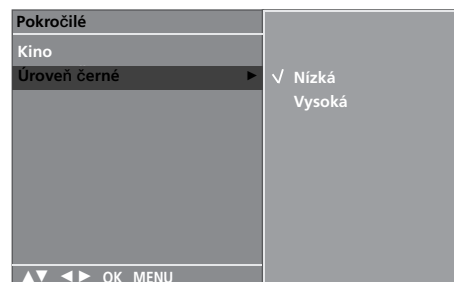 Pokročilé
Kino
Úroveň černé ►
√ Nízká
Vysoká
▲▼ ◄► OK MENU